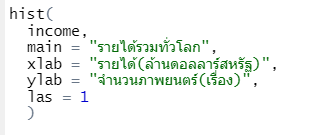 hist(
  income,
  main = "รายได้รวมทั่วโลก",
  xlab = "รายได้(ล้านดอลลาร์สหรัฐ)",
  ylab = "จำนวนภาพยนตร์(เรื่อง)",
  las = 1
  )